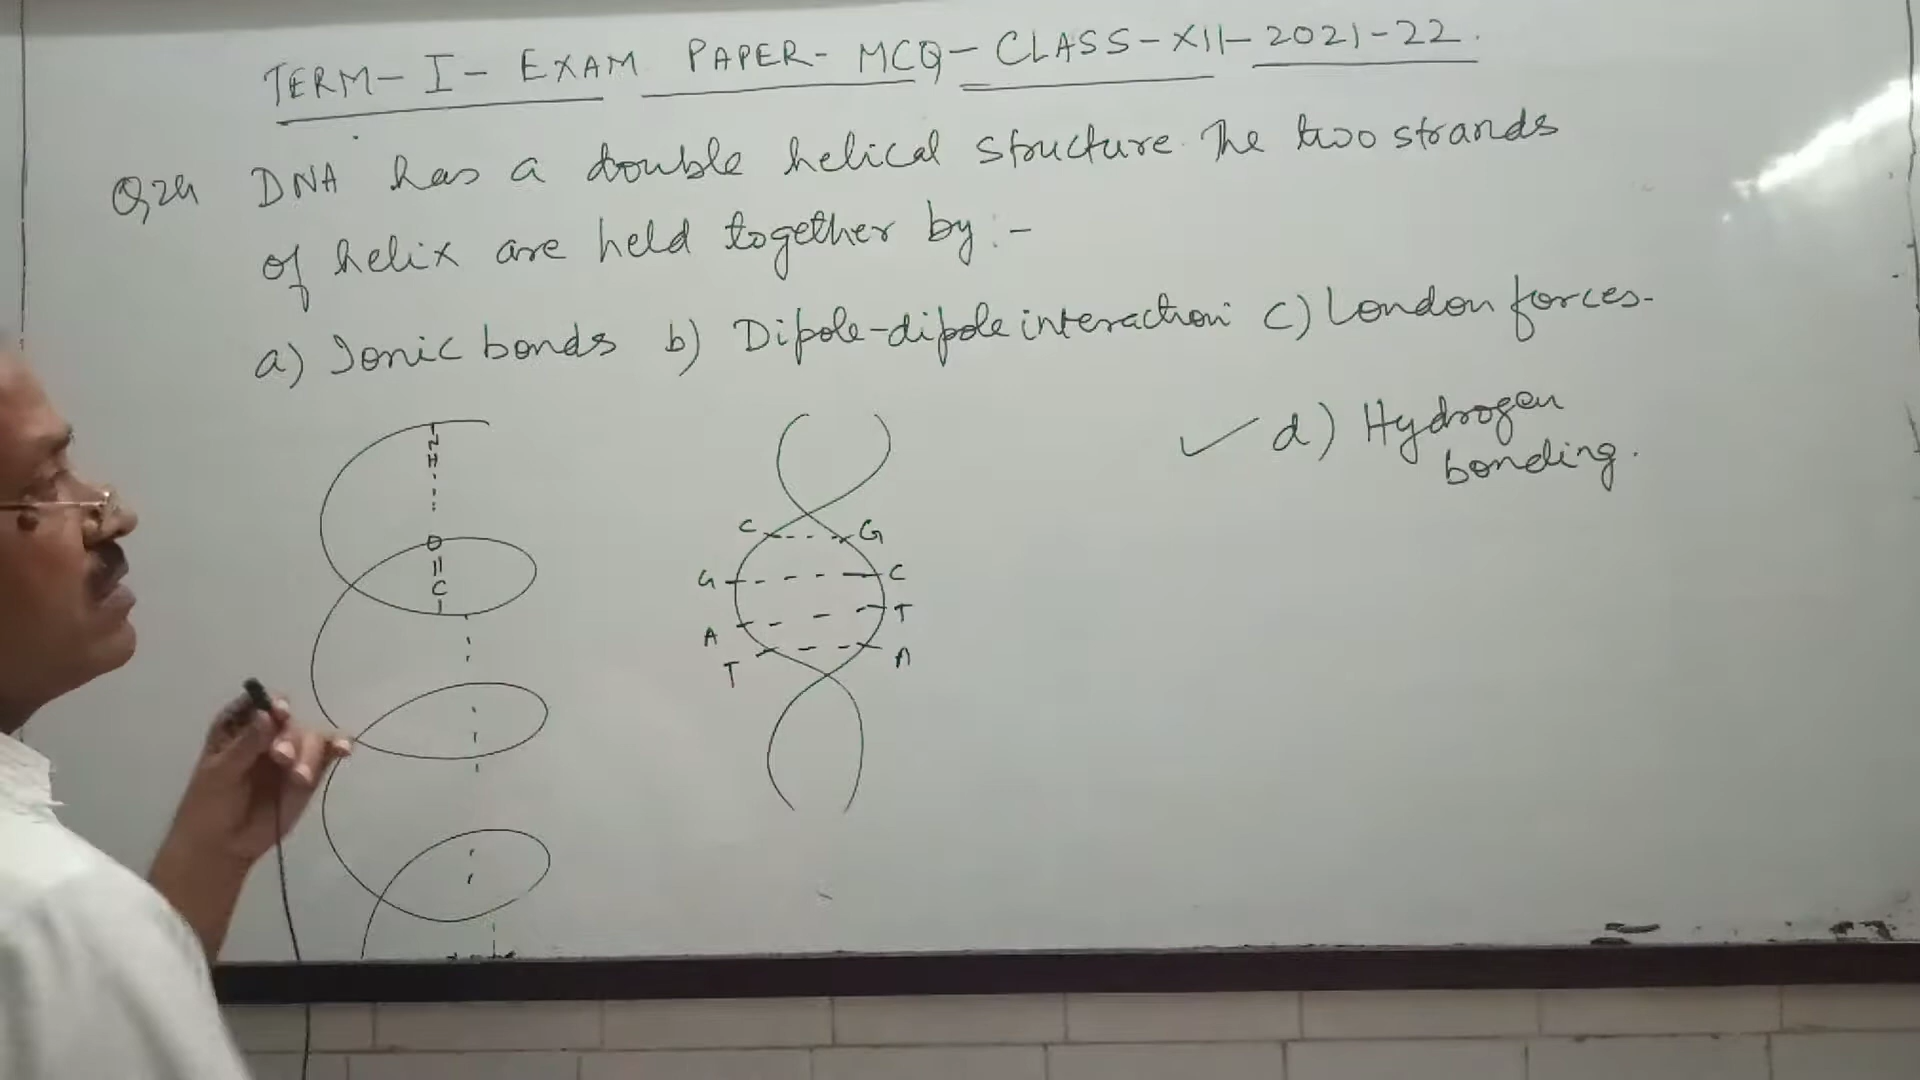 TERM-I-EXAM PAPER-MCQ-CLASS-XII-2021-22.
Q24 DNA has a double helical structure. The two strands
of helix are held together by:-
a) Ionic bonds b) Dipole-dipole interaction c) London forces.
d) Hydrogen
bonding.
N
H
O
C
C G
G C
A T
T A